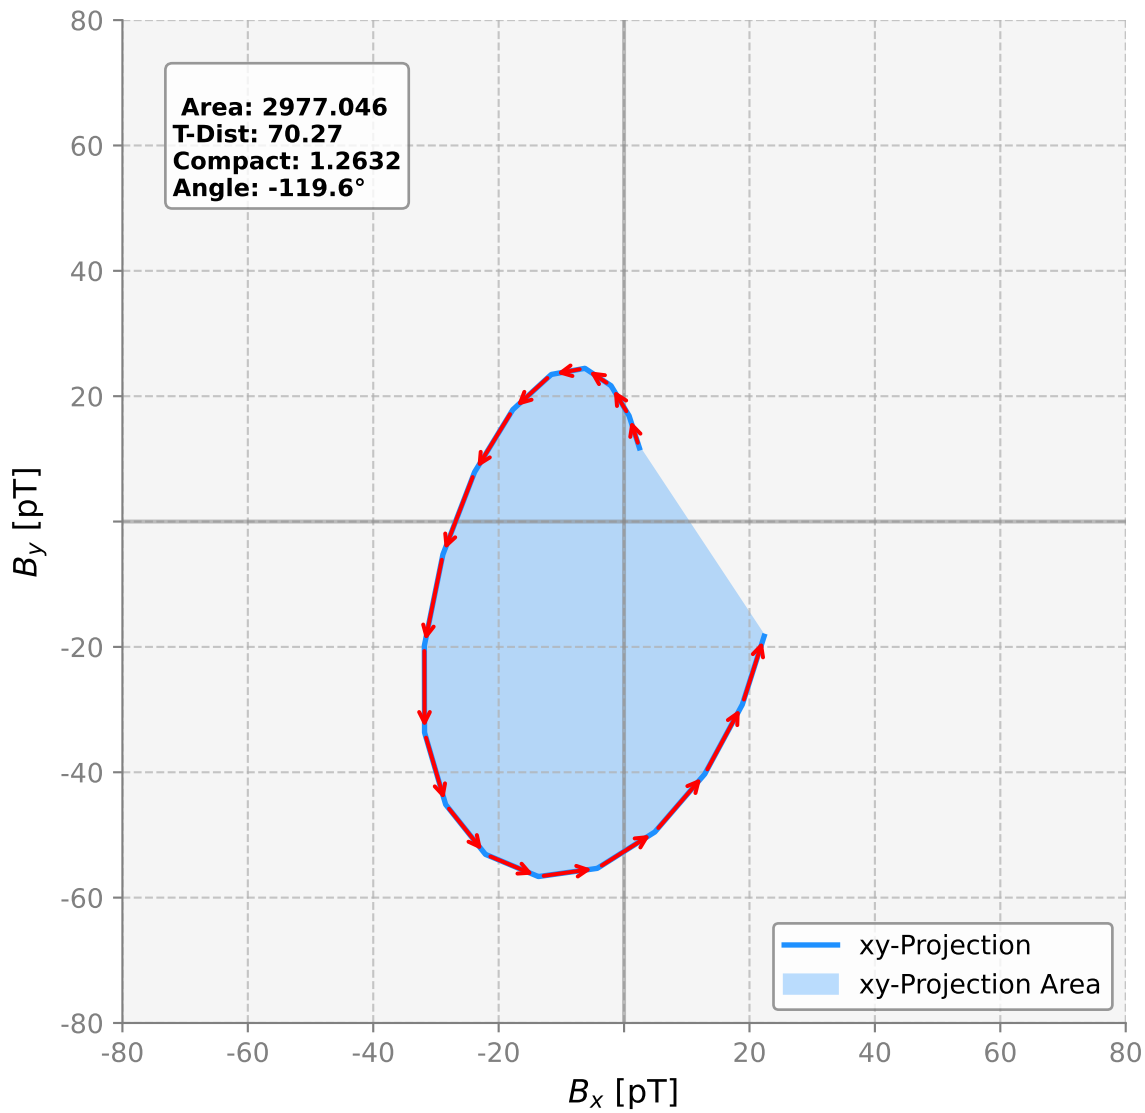 80
60
40
20
-20
-40
-60
-80
-80 -60 -40 -20 20 40 60 80
B_y [pT]
B_x [pT]
Area: 2977.046
T-Dist: 70.27
Compact: 1.2632
Angle: -119.6°
xy-Projection
xy-Projection Area